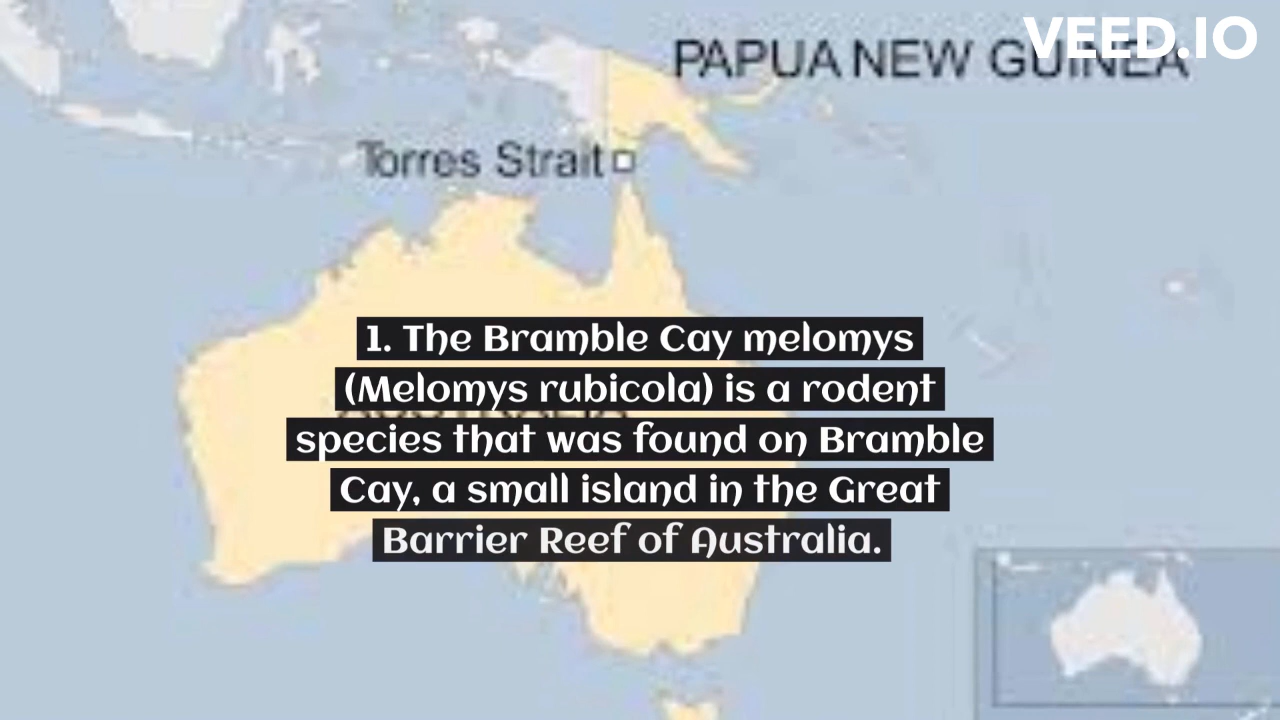 VEED.IO
PAPUA NEW GUINEA
Torres Strait
1. The Bramble Cay melomys
(Melomys rubicola) is a rodent
species that was found on Bramble
Cay, a small island in the Great
Barrier Reef of Australia.